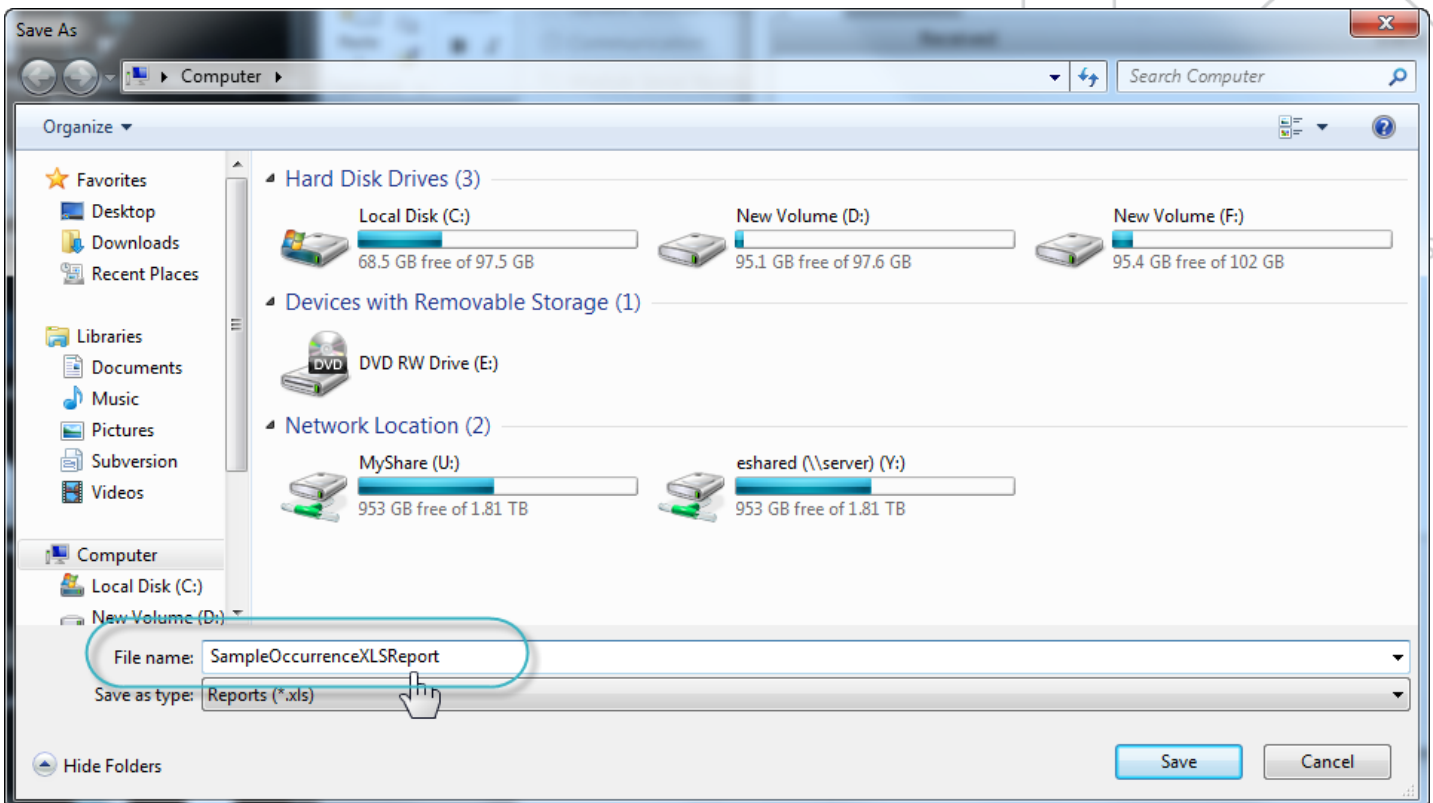 Save As
Computer
Search Computer
Organize
Favorites
Desktop
Downloads
Recent Places
Libraries
Documents
Music
Pictures
Subversion
Videos
Computer
Local Disk (C:)
New Volume (D:)
Hard Disk Drives (3)
Local Disk (C:)
68.5 GB free of 97.5 GB
New Volume (D:)
95.1 GB free of 97.6 GB
New Volume (F:)
95.4 GB free of 102 GB
Devices with Removable Storage (1)
DVD
DVD RW Drive (E:)
Network Location (2)
MyShare (U:)
953 GB free of 1.81 TB
eshared (\\server) (Y:)
953 GB free of 1.81 TB
File name: SampleOccurrenceXLSReport
Save as type: Reports (*.xls)
Hide Folders
Save
Cancel